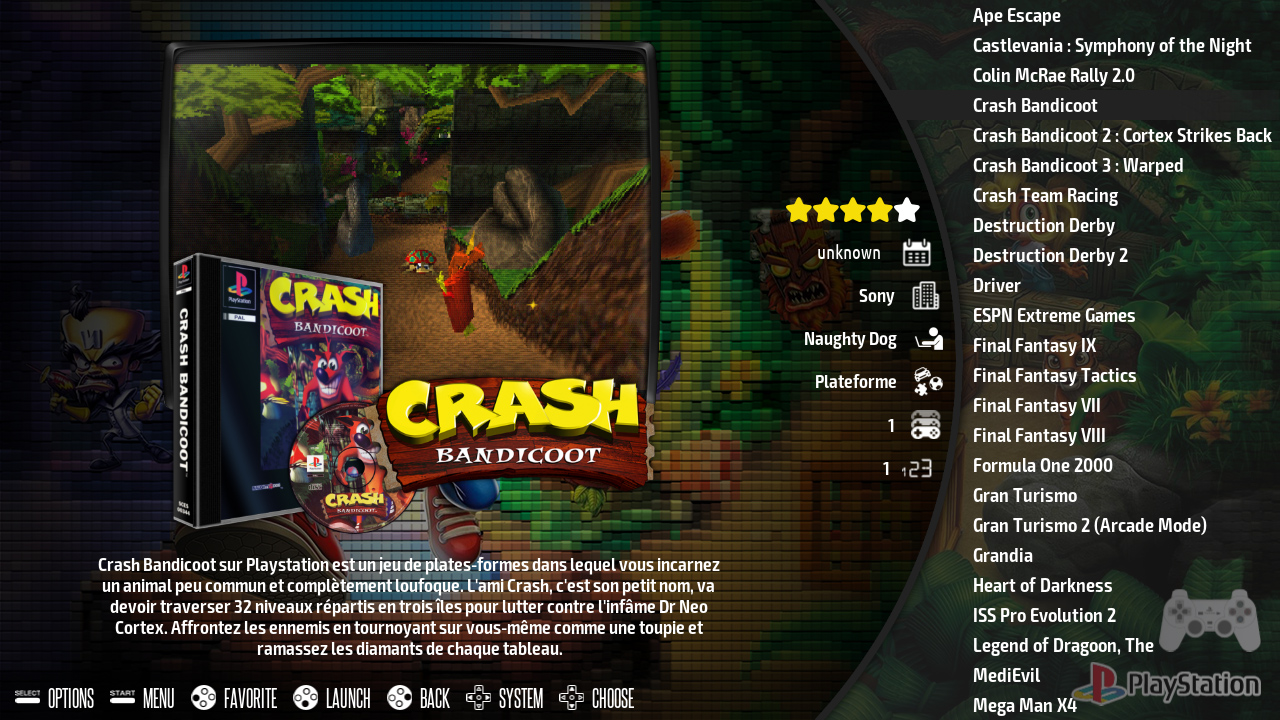 Ape Escape
Castlevania : Symphony of the Night
Colin McRae Rally 2.0
Crash Bandicoot
Crash Bandicoot 2 : Cortex Strikes Back
Crash Bandicoot 3 : Warped
Crash Team Racing
Destruction Derby
Destruction Derby 2
Driver
ESPN Extreme Games
Final Fantasy IX
Final Fantasy Tactics
Final Fantasy VII
Final Fantasy VIII
Formula One 2000
Gran Turismo
Gran Turismo 2 (Arcade Mode)
Grandia
Heart of Darkness
ISS Pro Evolution 2
Legend of Dragoon, The
MediEvil
Mega Man X4
PlayStation
unknown
Sony
Naughty Dog
Plateforme
1
1
123
PlayStation
PAL
CRASH
BANDICOOT
CRASH BANDICOOT
CRASH
BANDICOOT
CRASH
BANDICOOT
Crash Bandicoot sur Playstation est un jeu de plates-formes dans lequel vous incarnez
un animal peu commun et complètement loufoque. L'ami Crash, c'est son petit nom, va
devoir traverser 32 niveaux répartis en trois îles pour lutter contre l'infâme Dr Neo
Cortex. Affrontez les ennemis en tournoyant sur vous-même comme une toupie et
ramassez les diamants de chaque tableau.
SELECT OPTIONS START MENU FAVORITE LAUNCH BACK SYSTEM CHOOSE